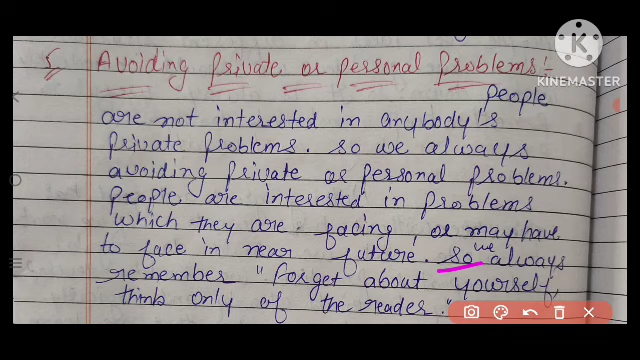 5, Avoiding Private or Personal Problems:-
KINEMASTER
People
are not interested in anybody's
Private Problems. So we always
avoiding Private or Personal Problems.
People are interested in Problems
which they are facing, or may have
to face in near future. So we always
remember "Forget about yourself,
think only of the reader."